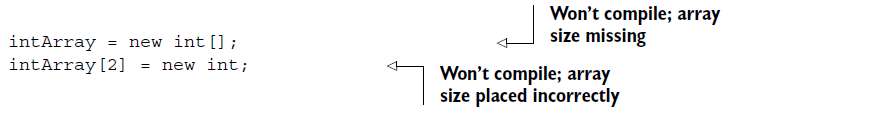 Won't compile; array
size missing
intArray = new int[];
intArray[2] = new int;
Won't compile; array
size placed incorrectly